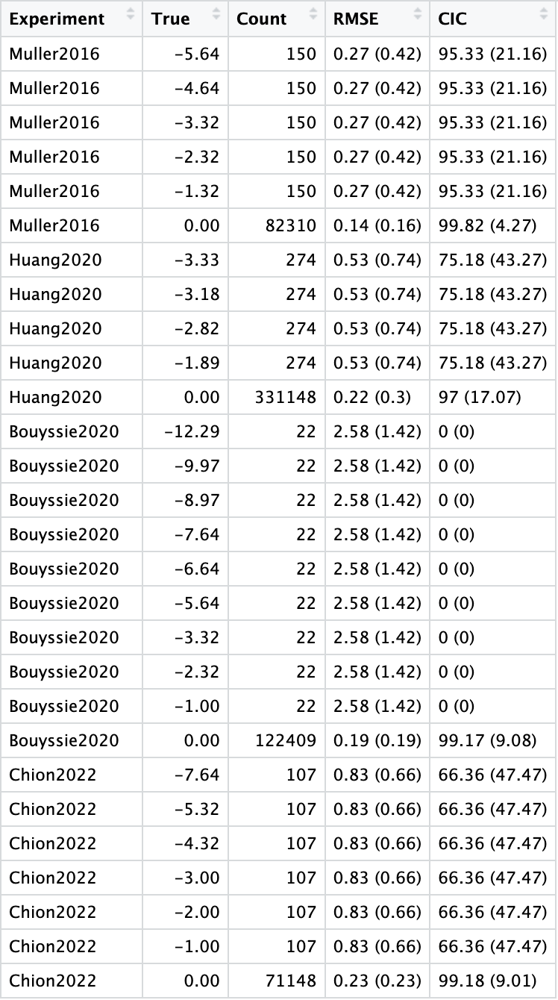 Experiment True Count RMSE CIC
Muller2016 −5.64 150 0.27 (0.42) 95.33 (21.16)
Muller2016 −4.64 150 0.27 (0.42) 95.33 (21.16)
Muller2016 −3.32 150 0.27 (0.42) 95.33 (21.16)
Muller2016 −2.32 150 0.27 (0.42) 95.33 (21.16)
Muller2016 −1.32 150 0.27 (0.42) 95.33 (21.16)
Muller2016 0.00 82310 0.14 (0.16) 99.82 (4.27)
Huang2020 −3.33 274 0.53 (0.74) 75.18 (43.27)
Huang2020 −3.18 274 0.53 (0.74) 75.18 (43.27)
Huang2020 −2.82 274 0.53 (0.74) 75.18 (43.27)
Huang2020 −1.89 274 0.53 (0.74) 75.18 (43.27)
Huang2020 0.00 331148 0.22 (0.3) 97 (17.07)
Bouyssie2020 −12.29 22 2.58 (1.42) 0 (0)
Bouyssie2020 −9.97 22 2.58 (1.42) 0 (0)
Bouyssie2020 −8.97 22 2.58 (1.42) 0 (0)
Bouyssie2020 −7.64 22 2.58 (1.42) 0 (0)
Bouyssie2020 −6.64 22 2.58 (1.42) 0 (0)
Bouyssie2020 −5.64 22 2.58 (1.42) 0 (0)
Bouyssie2020 −3.32 22 2.58 (1.42) 0 (0)
Bouyssie2020 −2.32 22 2.58 (1.42) 0 (0)
Bouyssie2020 −1.00 22 2.58 (1.42) 0 (0)
Bouyssie2020 0.00 122409 0.19 (0.19) 99.17 (9.08)
Chion2022 −7.64 107 0.83 (0.66) 66.36 (47.47)
Chion2022 −5.32 107 0.83 (0.66) 66.36 (47.47)
Chion2022 −4.32 107 0.83 (0.66) 66.36 (47.47)
Chion2022 −3.00 107 0.83 (0.66) 66.36 (47.47)
Chion2022 −2.00 107 0.83 (0.66) 66.36 (47.47)
Chion2022 −1.00 107 0.83 (0.66) 66.36 (47.47)
Chion2022 0.00 71148 0.23 (0.23) 99.18 (9.01)